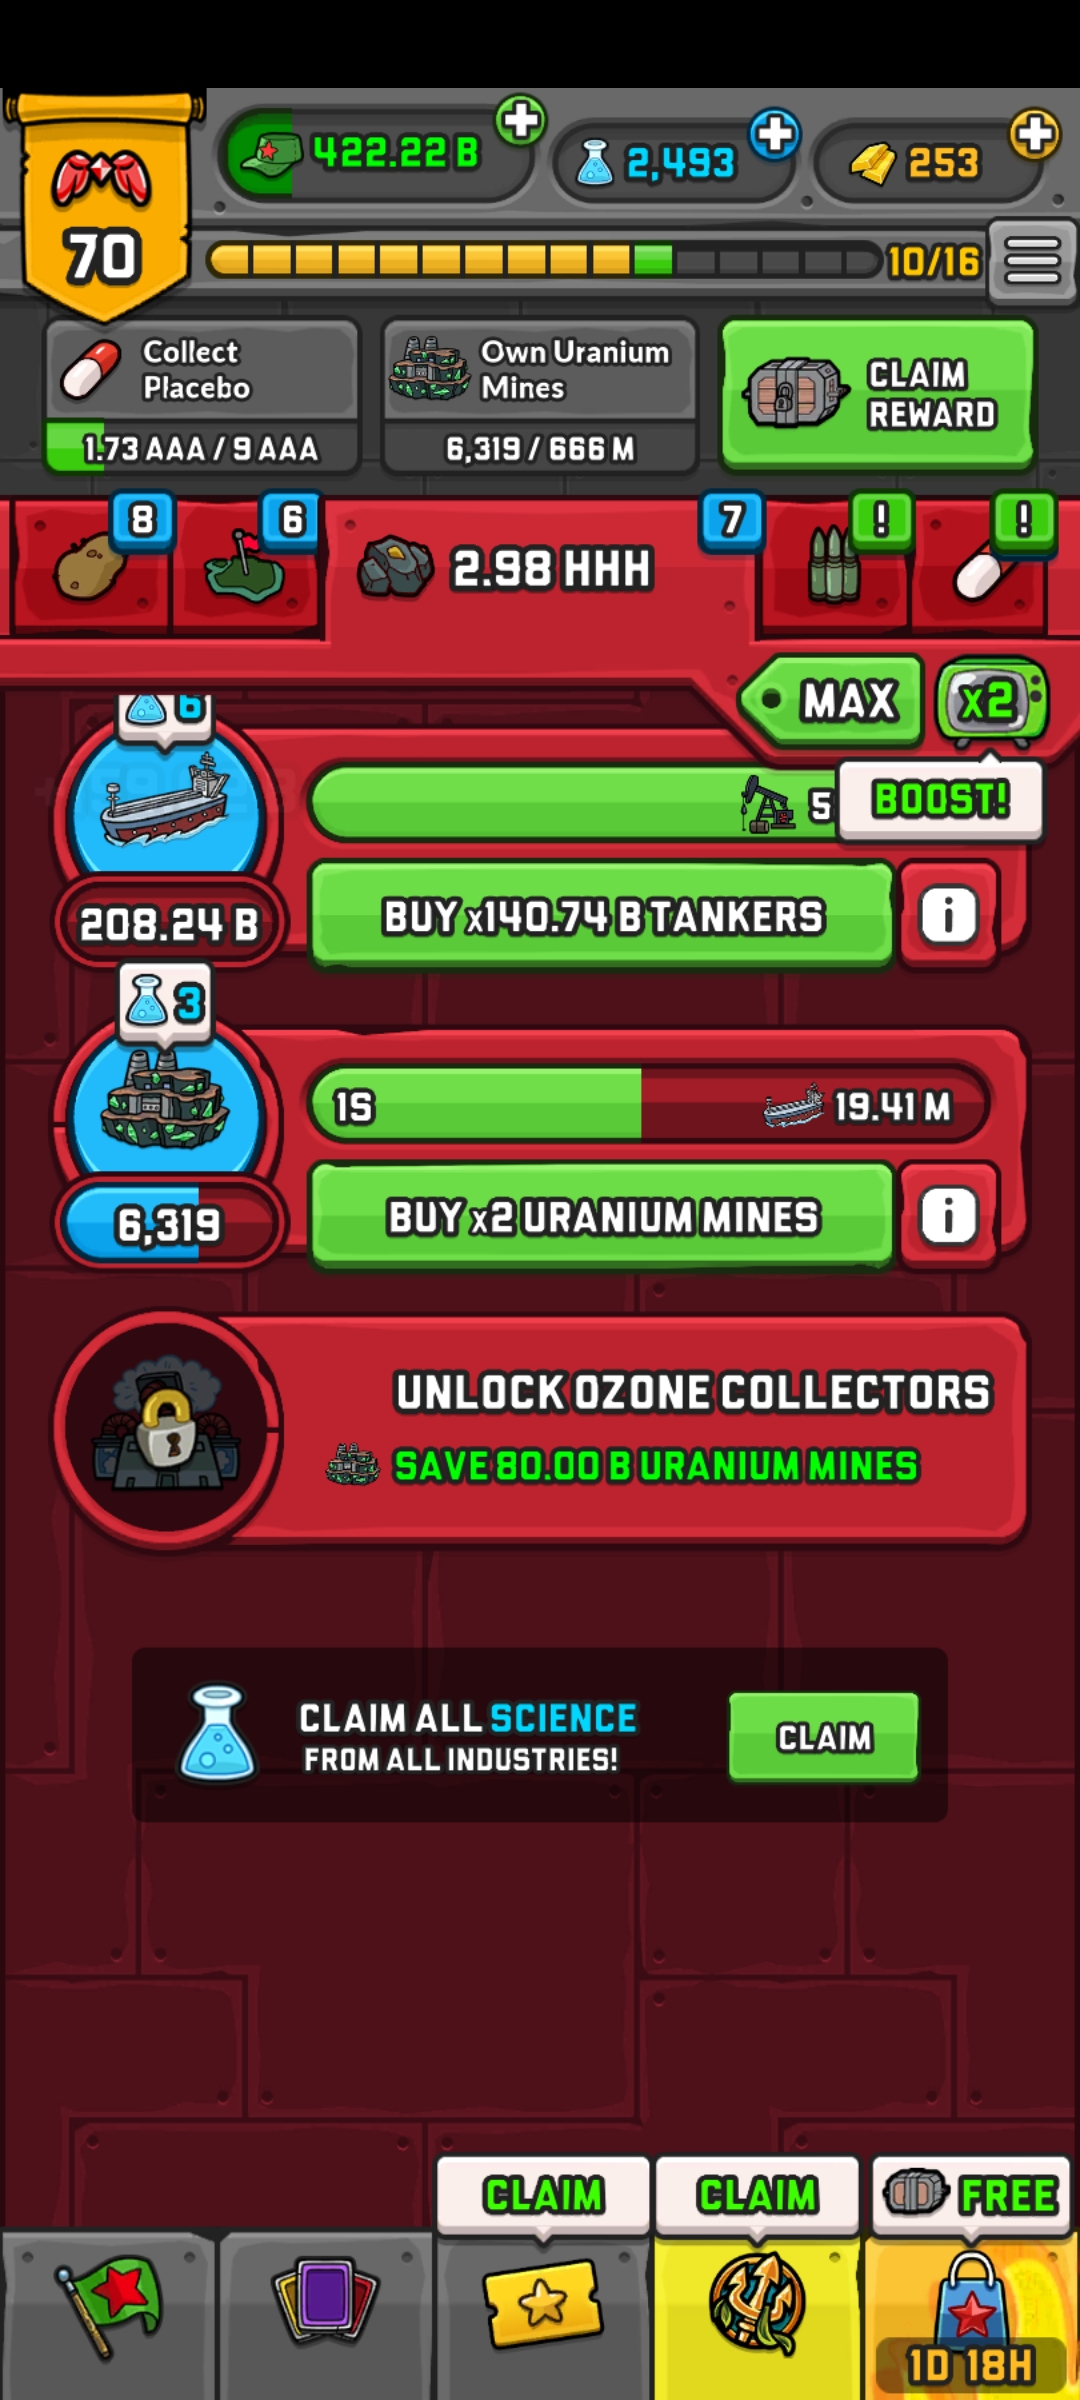 422.22 B
2,493
253
70
10/16
Collect
Placebo
1.73 AAA / 9 AAA
Own Uranium
Mines
6,319 / 666 M
CLAIM
REWARD
8
6
2.98 HHH
7
!
!
MAX
x2
BOOST!
6
5
208.24 B
BUY x140.74 B TANKERS
i
3
1S
19.41 M
6,319
BUY x2 URANIUM MINES
i
UNLOCK OZONE COLLECTORS
SAVE 80.00 B URANIUM MINES
CLAIM ALL SCIENCE
FROM ALL INDUSTRIES!
CLAIM
CLAIM
CLAIM
FREE
1D 18H